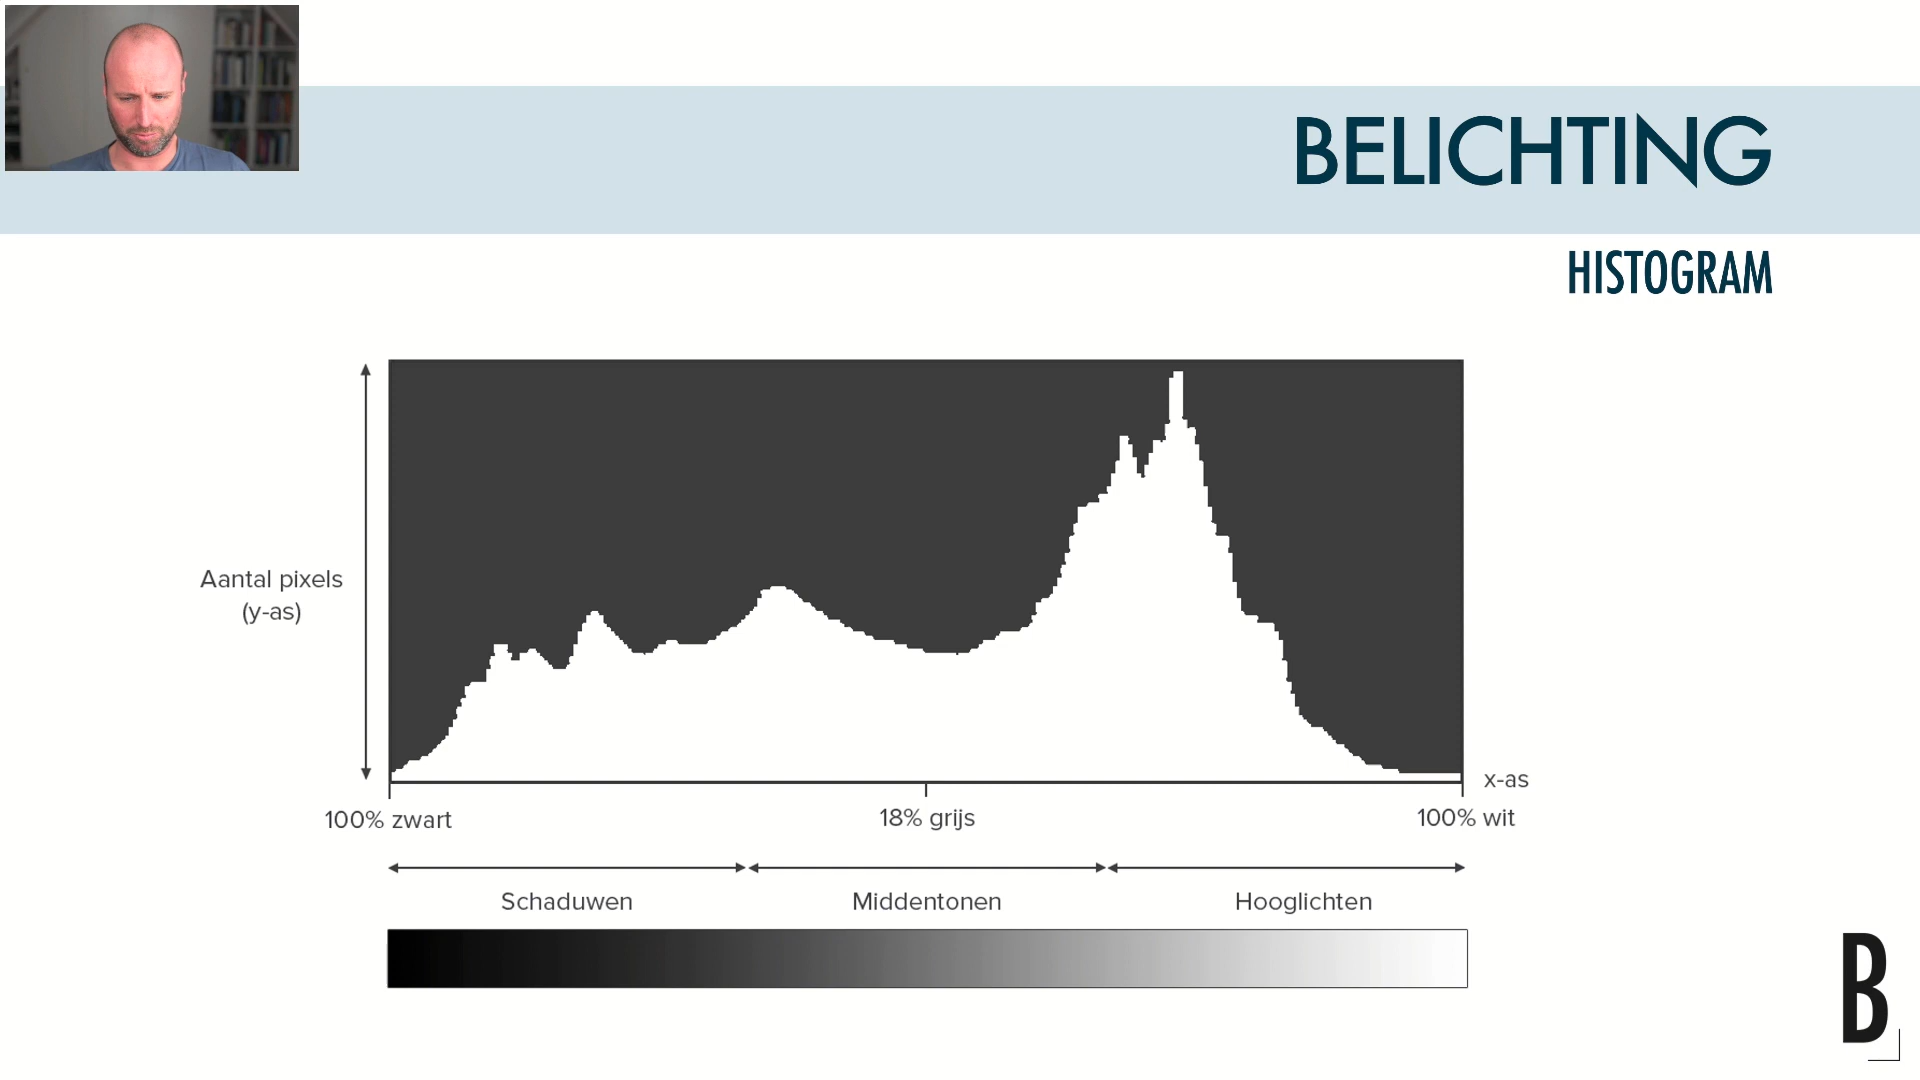 BELICHTING
HISTOGRAM
Aantal pixels
(y-as)
x-as
100% zwart
18% grijs
100% wit
Schaduwen
Middentonen
Hooglichten
B